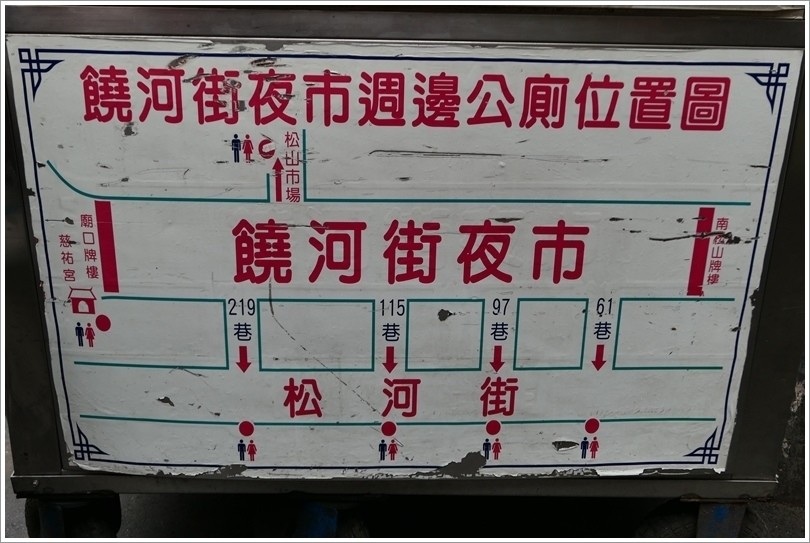 饒河街夜市週邊公廁位置圖
松山市場
廟口牌樓
慈祐宮
饒河街夜市
南松山牌樓
219巷
115巷
97巷
61巷
松河街